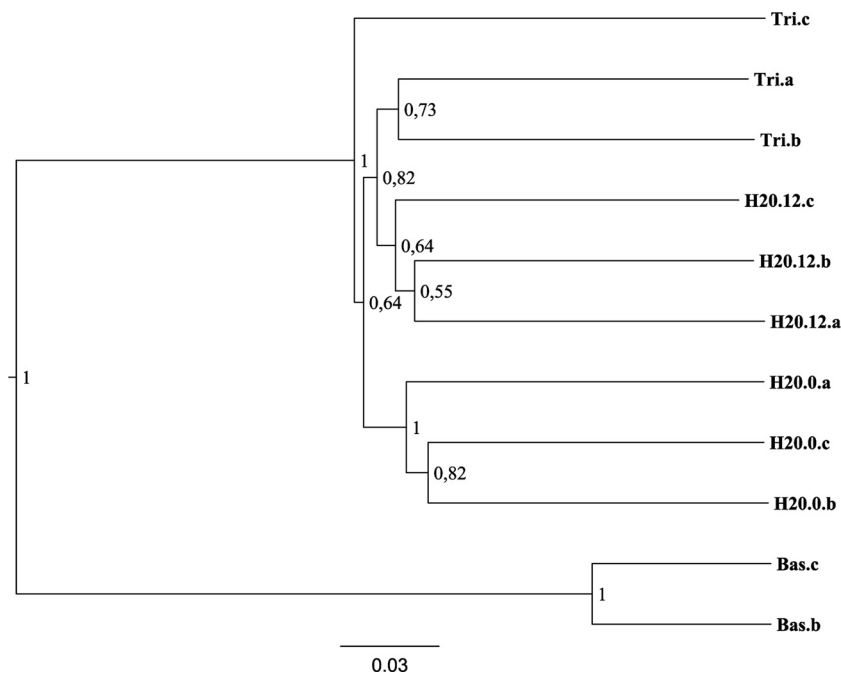 Tri.c
Tri.a
0,73
Tri.b
1
0,82
H20.12.c
0,64
H20.12.b
0,55
0,64
H20.12.a
1
H20.0.a
1
H20.0.c
0,82
H20.0.b
Bas.c
1
Bas.b
0.03